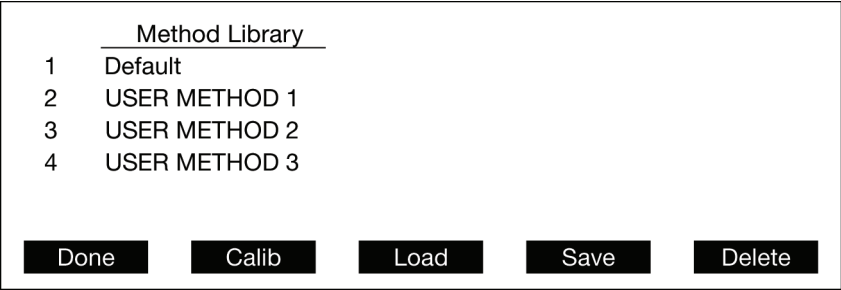 Method Library
1 Default
2 USER METHOD 1
3 USER METHOD 2
4 USER METHOD 3
Done Calib Load Save Delete